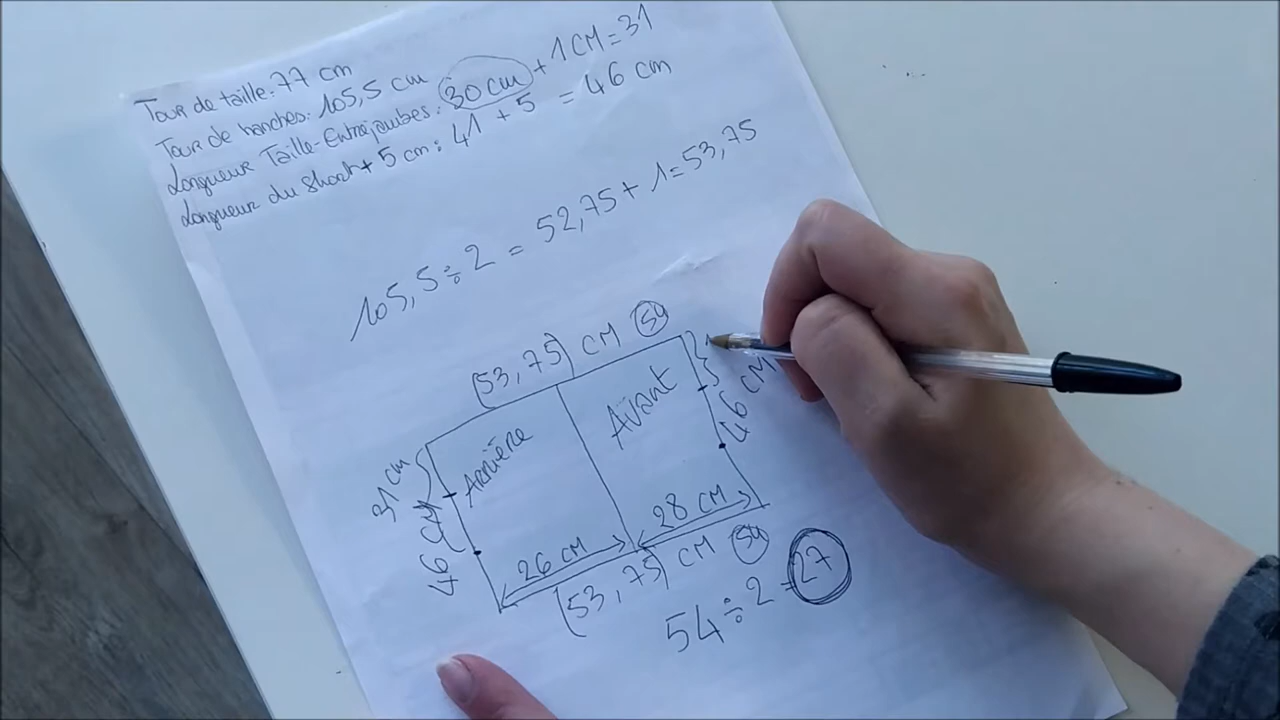 Tour de taille: 77 cm
Tour de hanches: 105,5 cm
Longueur Taille-Entrejambes: 30 cm + 1 CM = 31
Longueur du Short + 5 cm: 41 + 5 = 46 cm
105,5 ÷ 2 = 52,75 + 1 = 53,75
(53,75) CM 54
Arrière
Avant
31 cm
46 CM
46 CM
26 CM
28 CM
(53,75) CM 54
54 ÷ 2 = 27